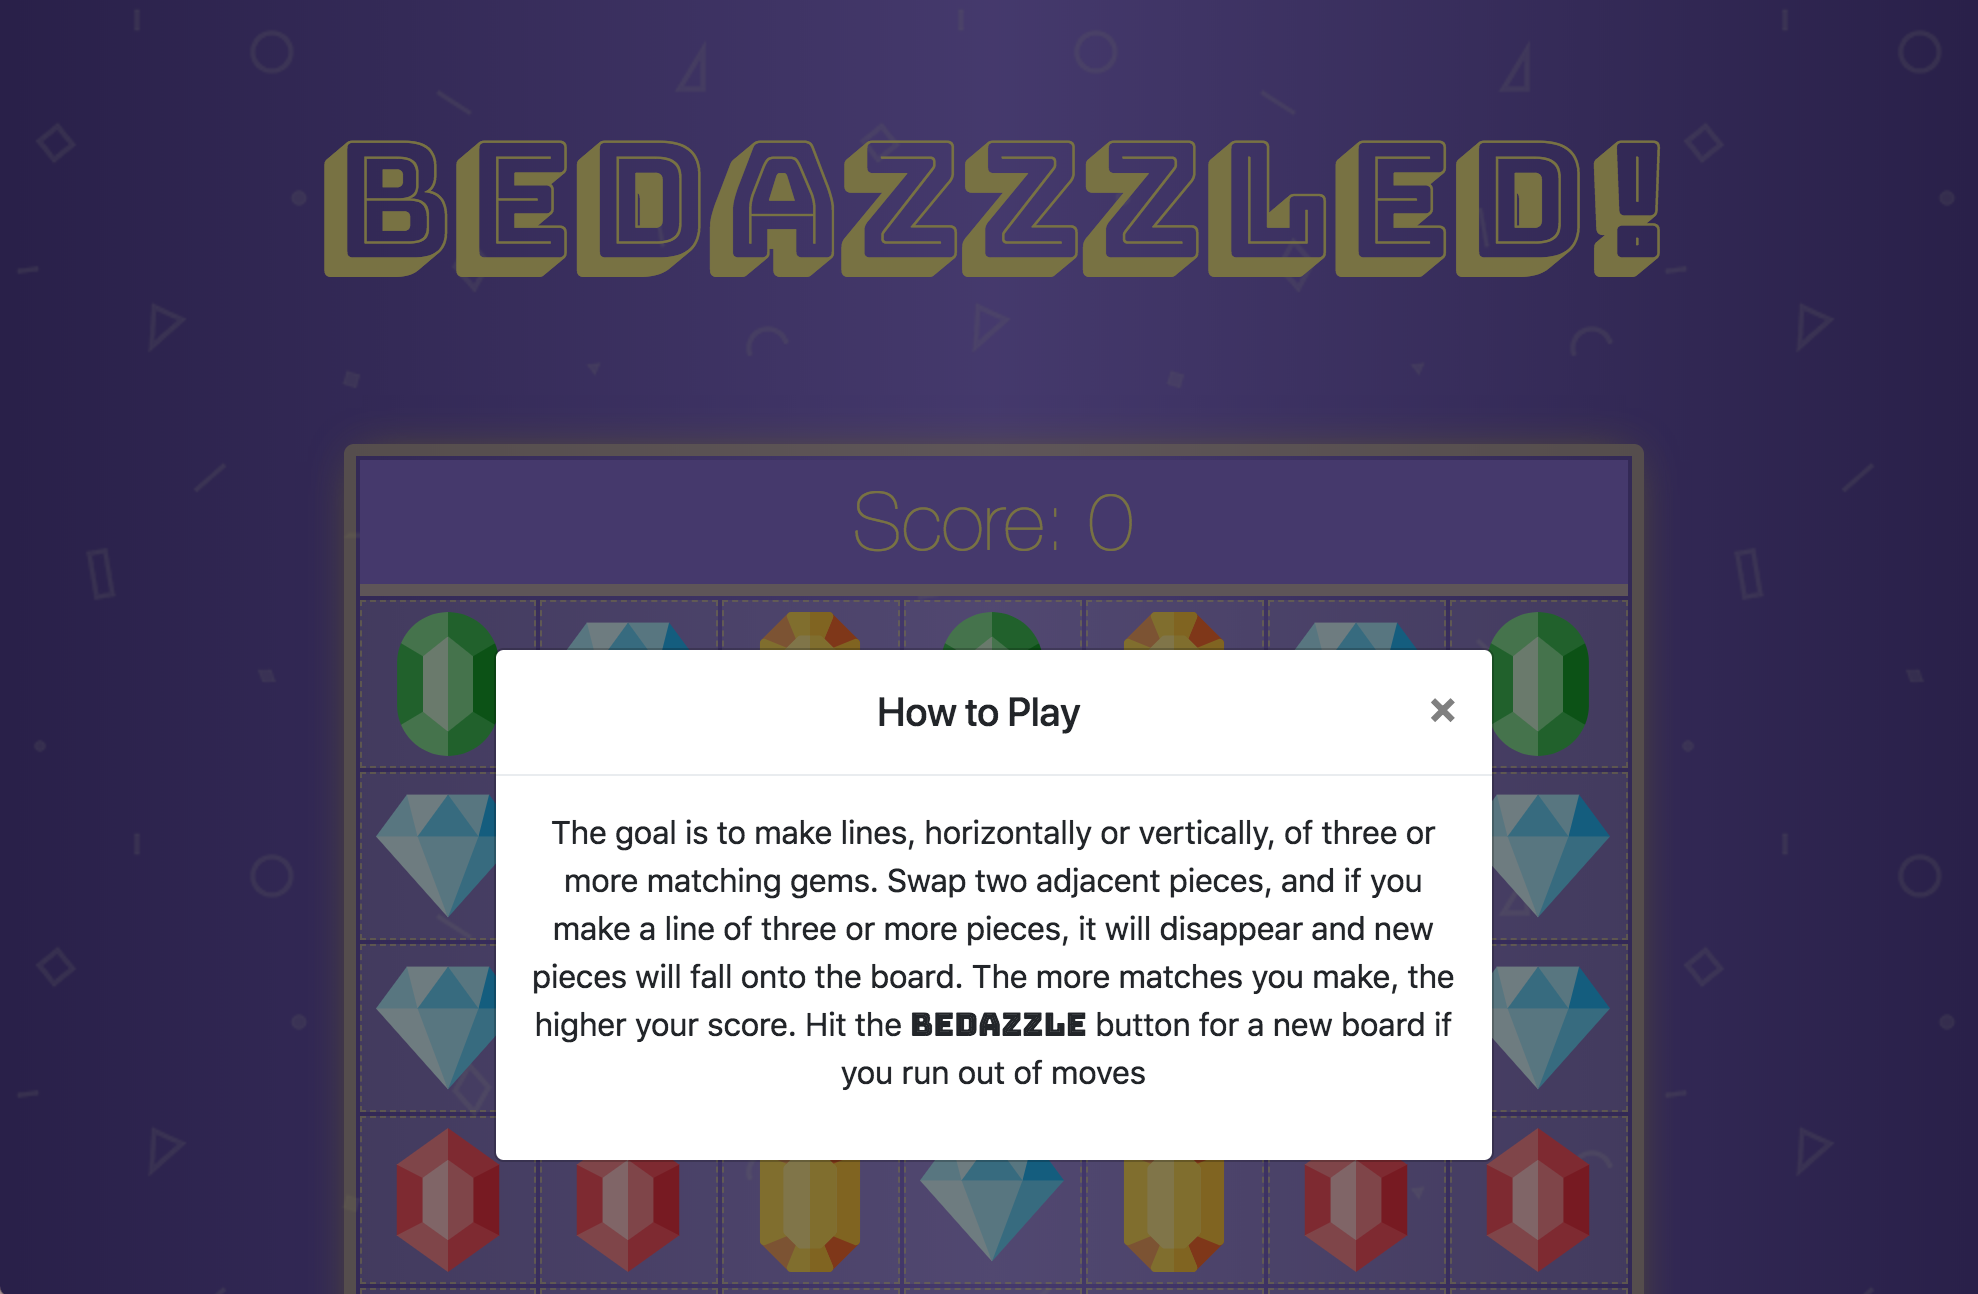 BEDAZZZLED!
Score: 0
How to Play ×
The goal is to make lines, horizontally or vertically, of three or
more matching gems. Swap two adjacent pieces, and if you
make a line of three or more pieces, it will disappear and new
pieces will fall onto the board. The more matches you make, the
higher your score. Hit the BEDAZZLE button for a new board if
you run out of moves